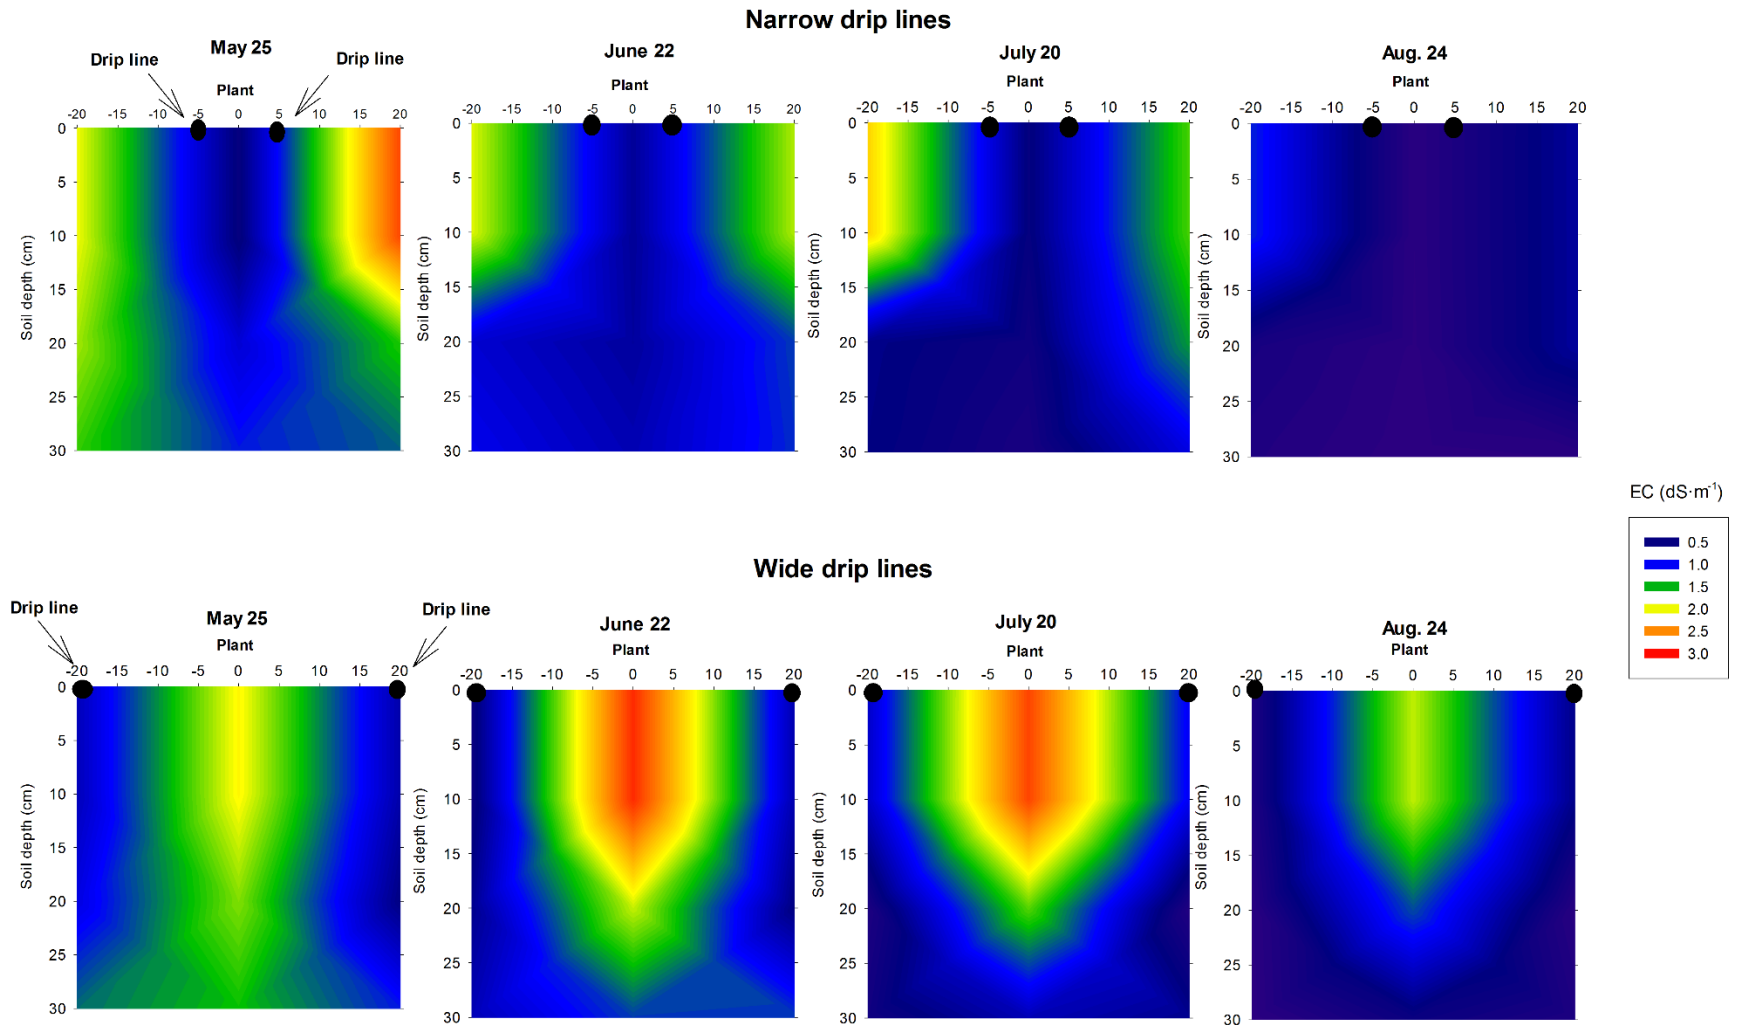 Narrow drip lines
May 25
June 22
July 20
Aug. 24
Drip line
Drip line
Plant
Plant
Plant
Plant
-20 -15 -10 -5 0 5 10 15 20
-20 -15 -10 -5 0 5 10 15 20
-20 -15 -10 -5 0 5 10 15 20
-20 -15 -10 -5 0 5 10 15 20
Soil depth (cm)
0
5
10
15
20
25
30
Soil depth (cm)
0
5
10
15
20
25
30
Soil depth (cm)
0
5
10
15
20
25
30
Soil depth (cm)
0
5
10
15
20
25
30
EC (dS·m⁻¹)
0.5
1.0
1.5
2.0
2.5
3.0
Wide drip lines
Drip line
May 25
Drip line
June 22
July 20
Aug. 24
Plant
Plant
Plant
Plant
-20 -15 -10 -5 0 5 10 15 20
-20 -15 -10 -5 0 5 10 15 20
-20 -15 -10 -5 0 5 10 15 20
-20 -15 -10 -5 0 5 10 15 20
Soil depth (cm)
0
5
10
15
20
25
30
Soil depth (cm)
0
5
10
15
20
25
30
Soil depth (cm)
0
5
10
15
20
25
30
Soil depth (cm)
0
5
10
15
20
25
30